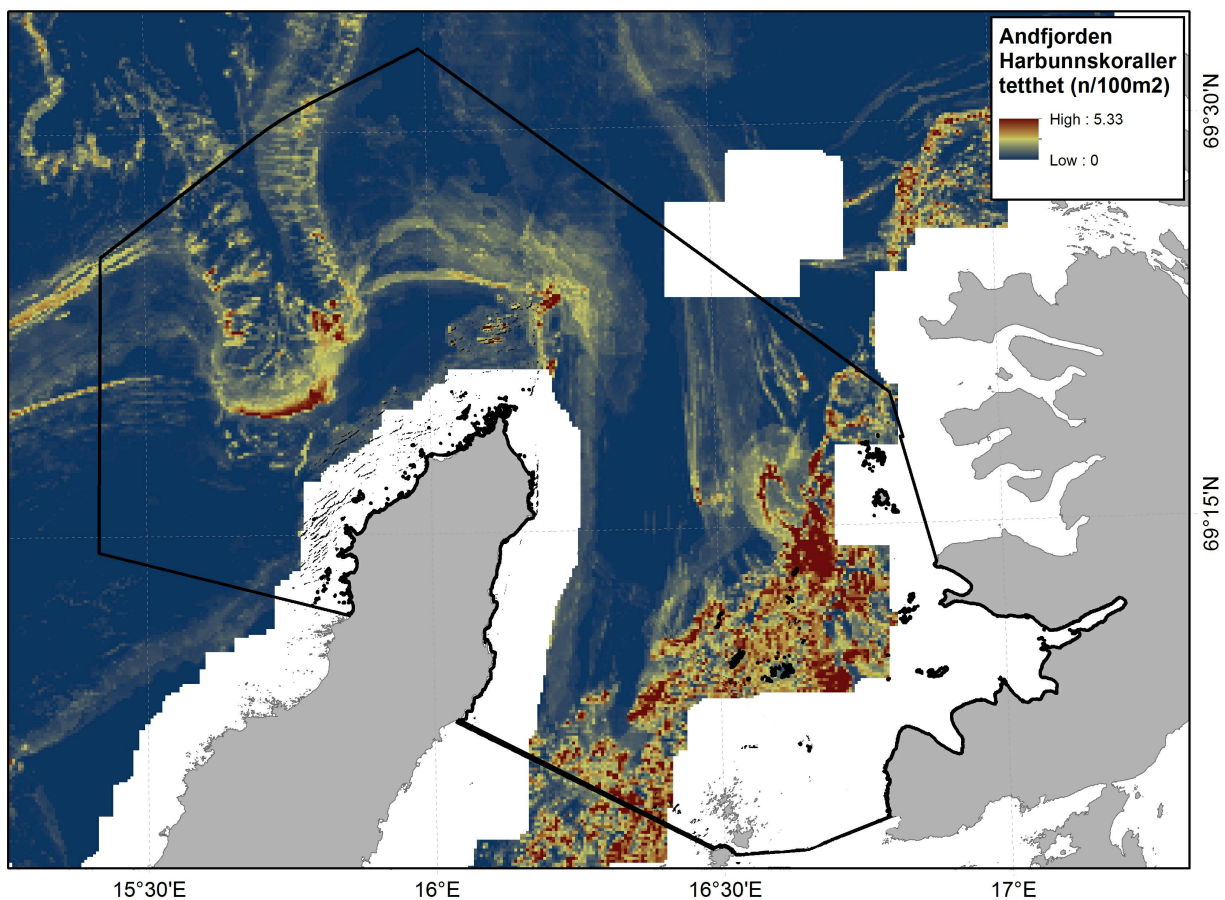 Andfjorden
Harbunnskoraller
tetthet (n/100m2)
High : 5.33
Low : 0
69°30'N
69°15'N
15°30'E
16°E
16°30'E
17°E